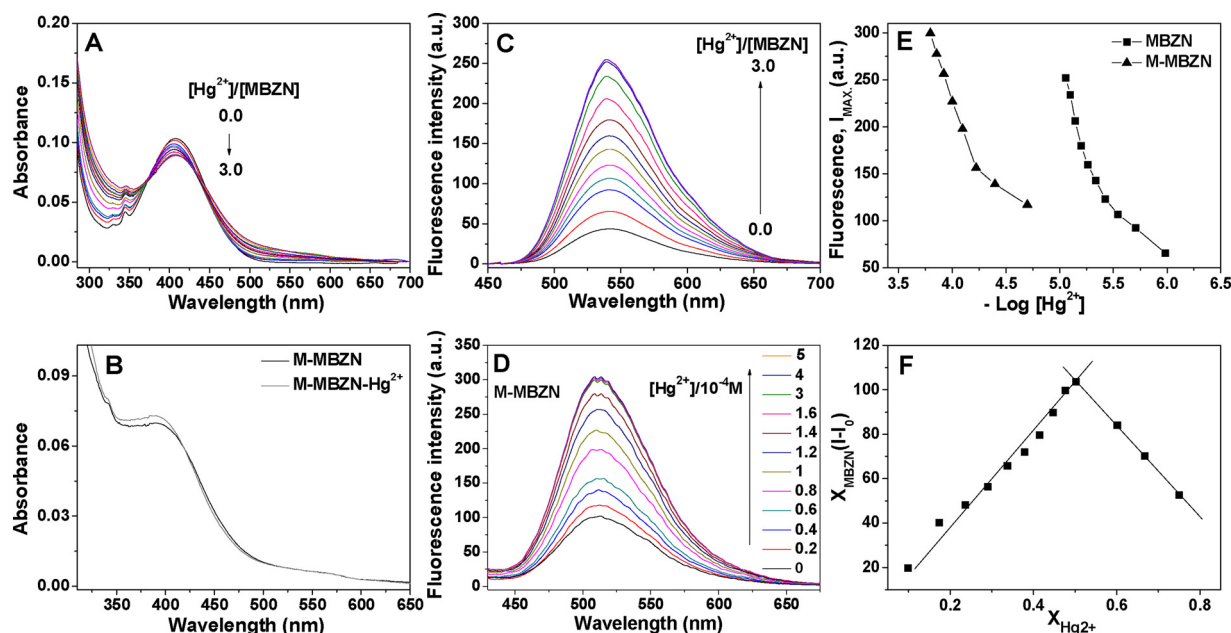 A
[Hg²⁺]/[MBZN]
0.0
3.0
0.20
0.15
0.10
0.05
0.00
Absorbance
300 350 400 450 500 550 600 650 700
Wavelength (nm)
C
[Hg²⁺]/[MBZN]
3.0
0.0
300
250
200
150
100
50
0
Fluorescence intensity (a.u.)
450 500 550 600 650 700
Wavelength (nm)
E
MBZN
M-MBZN
300
250
200
150
100
50
Fluorescence, I_MAX.(a.u.)
3.5 4.0 4.5 5.0 5.5 6.0 6.5
- Log [Hg²⁺]
B
M-MBZN
M-MBZN-Hg²⁺
0.09
0.06
0.03
0.00
Absorbance
350 400 450 500 550 600 650
Wavelength (nm)
D
M-MBZN
[Hg²⁺]/10⁻⁴M
5
4
3
1.6
1.4
1.2
1
0.8
0.6
0.4
0.2
0
350
300
250
200
150
100
50
0
Fluorescence intensity (a.u.)
450 500 550 600 650
Wavelength (nm)
F
120
100
80
60
40
20
X_MBZN(I-I₀)
0.2 0.4 0.6 0.8
X_Hg2+